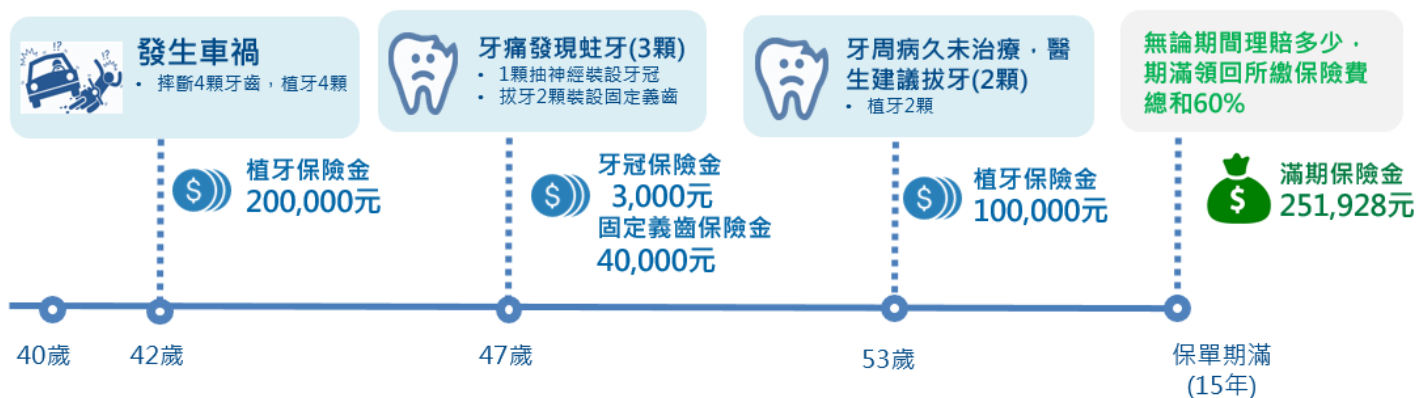 發生車禍
• 摔斷4顆牙齒，植牙4顆
植牙保險金
200,000元
牙痛發現蛀牙(3顆)
• 1顆抽神經裝設牙冠
• 拔牙2顆裝設固定義齒
牙冠保險金
3,000元
固定義齒保險金
40,000元
牙周病久未治療，醫
生建議拔牙(2顆)
• 植牙2顆
植牙保險金
100,000元
無論期間理賠多少，
期滿領回所繳保險費
總和60%
滿期保險金
251,928元
40歲
42歲
47歲
53歲
保單期滿
(15年)